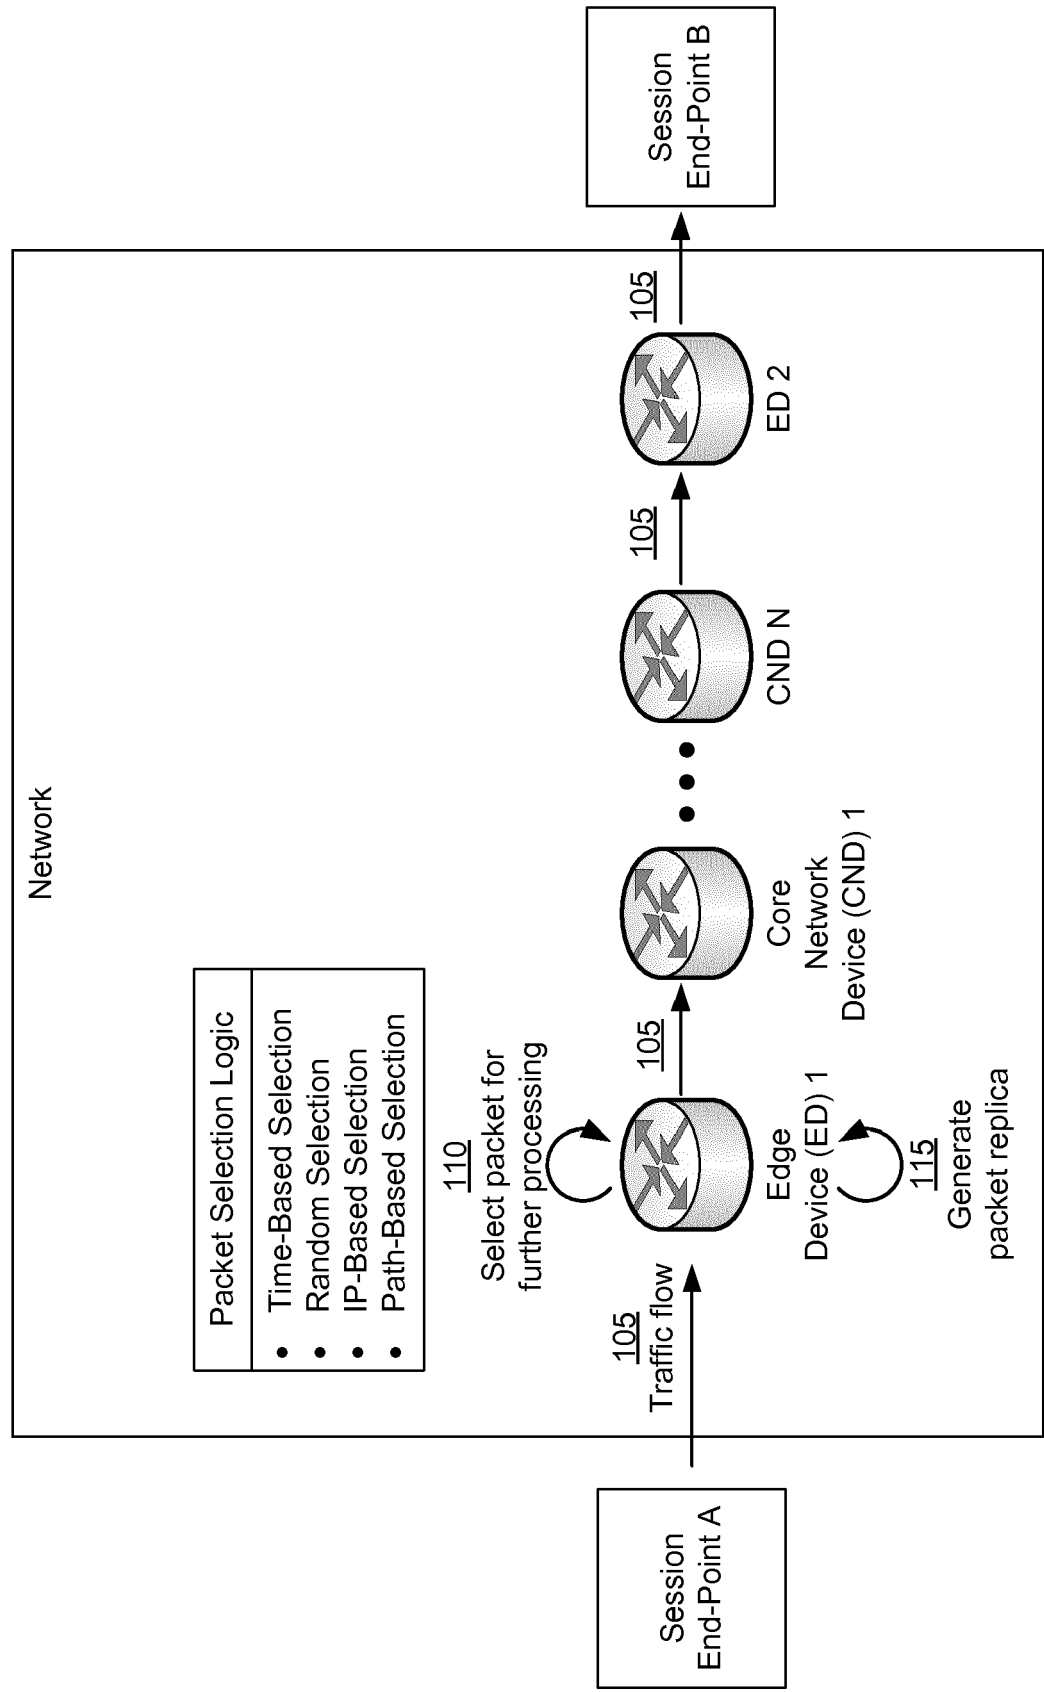 Network
Packet Selection Logic
• Time-Based Selection
• Random Selection
• IP-Based Selection
• Path-Based Selection
110
Select packet for
further processing
Session
End-Point A
105
Traffic flow
Edge
Device (ED) 1
115
Generate
packet replica
105
Core
Network
Device (CND) 1
CND N
105
ED 2
105
Session
End-Point B